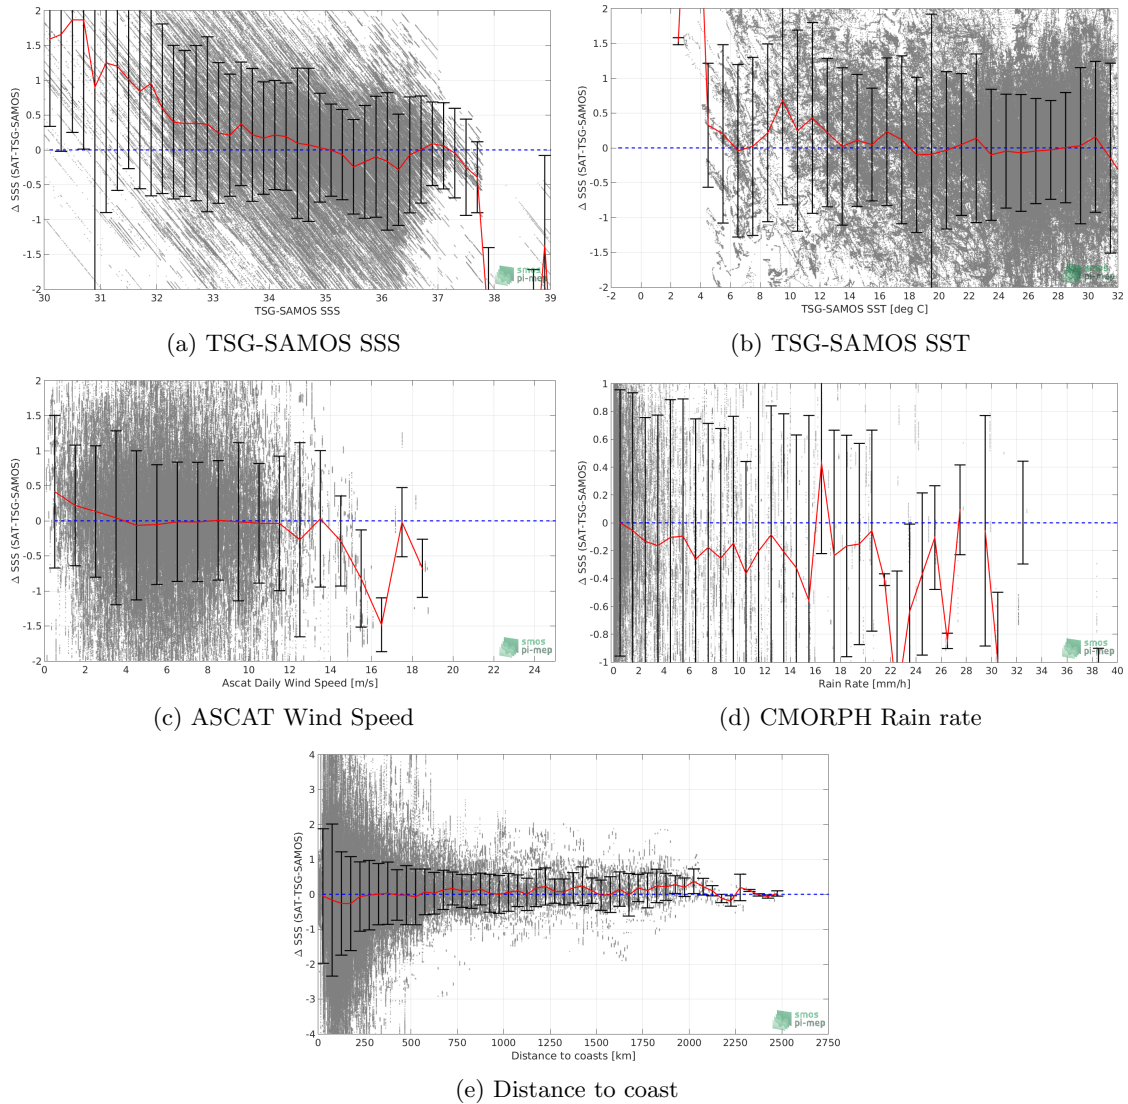 2
1.5
1
0.5
0
-0.5
-1
-1.5
-2
Δ SSS (SAT-TSG-SAMOS)
30 31 32 33 34 35 36 37 38 39
TSG-SAMOS SSS
smos
pi-mep
(a) TSG-SAMOS SSS
2
1.5
1
0.5
0
-0.5
-1
-1.5
-2
Δ SSS (SAT-TSG-SAMOS)
-2 0 2 4 6 8 10 12 14 16 18 20 22 24 26 28 30 32
TSG-SAMOS SST [deg C]
smos
pi-mep
(b) TSG-SAMOS SST
2
1.5
1
0.5
0
-0.5
-1
-1.5
-2
Δ SSS (SAT-TSG-SAMOS)
0 2 4 6 8 10 12 14 16 18 20 22 24
Ascat Daily Wind Speed [m/s]
smos
pi-mep
(c) ASCAT Wind Speed
1
0.8
0.6
0.4
0.2
0
-0.2
-0.4
-0.6
-0.8
-1
Δ SSS (SAT-TSG-SAMOS)
0 2 4 6 8 10 12 14 16 18 20 22 24 26 28 30 32 34 36 38 40
Rain Rate [mm/h]
smos
pi-mep
(d) CMORPH Rain rate
4
3
2
1
0
-1
-2
-3
-4
Δ SSS (SAT-TSG-SAMOS)
0 250 500 750 1000 1250 1500 1750 2000 2250 2500 2750
Distance to coasts [km]
smos
pi-mep
(e) Distance to coast